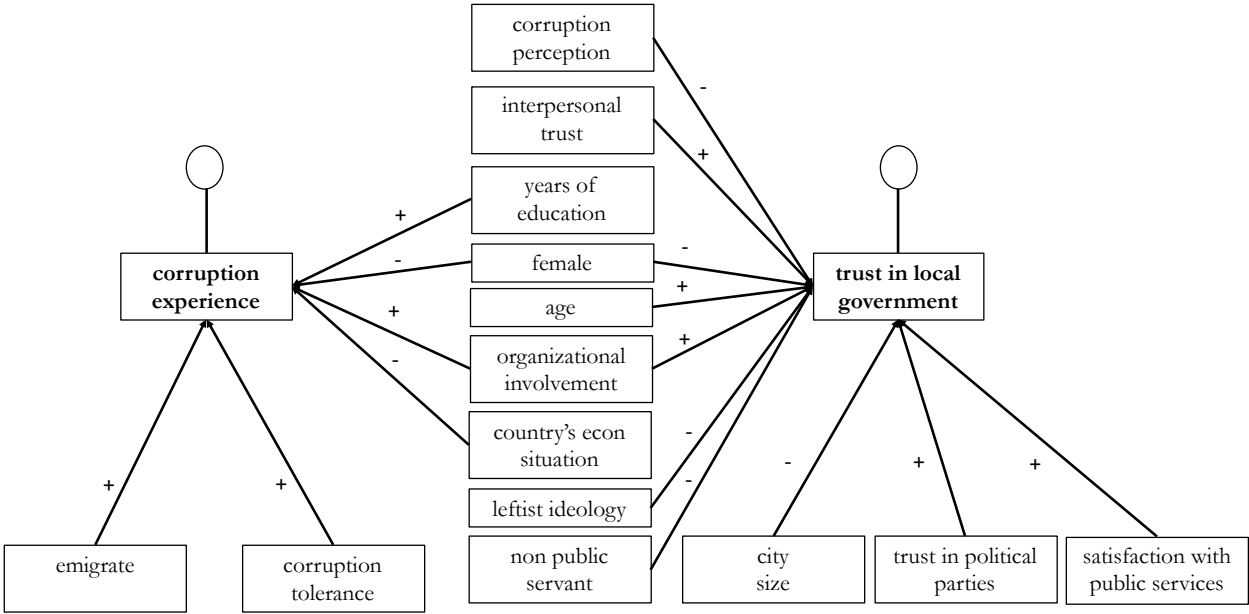 corruption
perception
-
interpersonal
trust
+
years of
education
+
-
female
-
corruption
experience
trust in local
government
+
age
+
organizational
involvement
+
-
country's econ
situation
-
leftist ideology
-
+
+
-
+
+
emigrate
corruption
tolerance
non public
servant
city
size
trust in political
parties
satisfaction with
public services